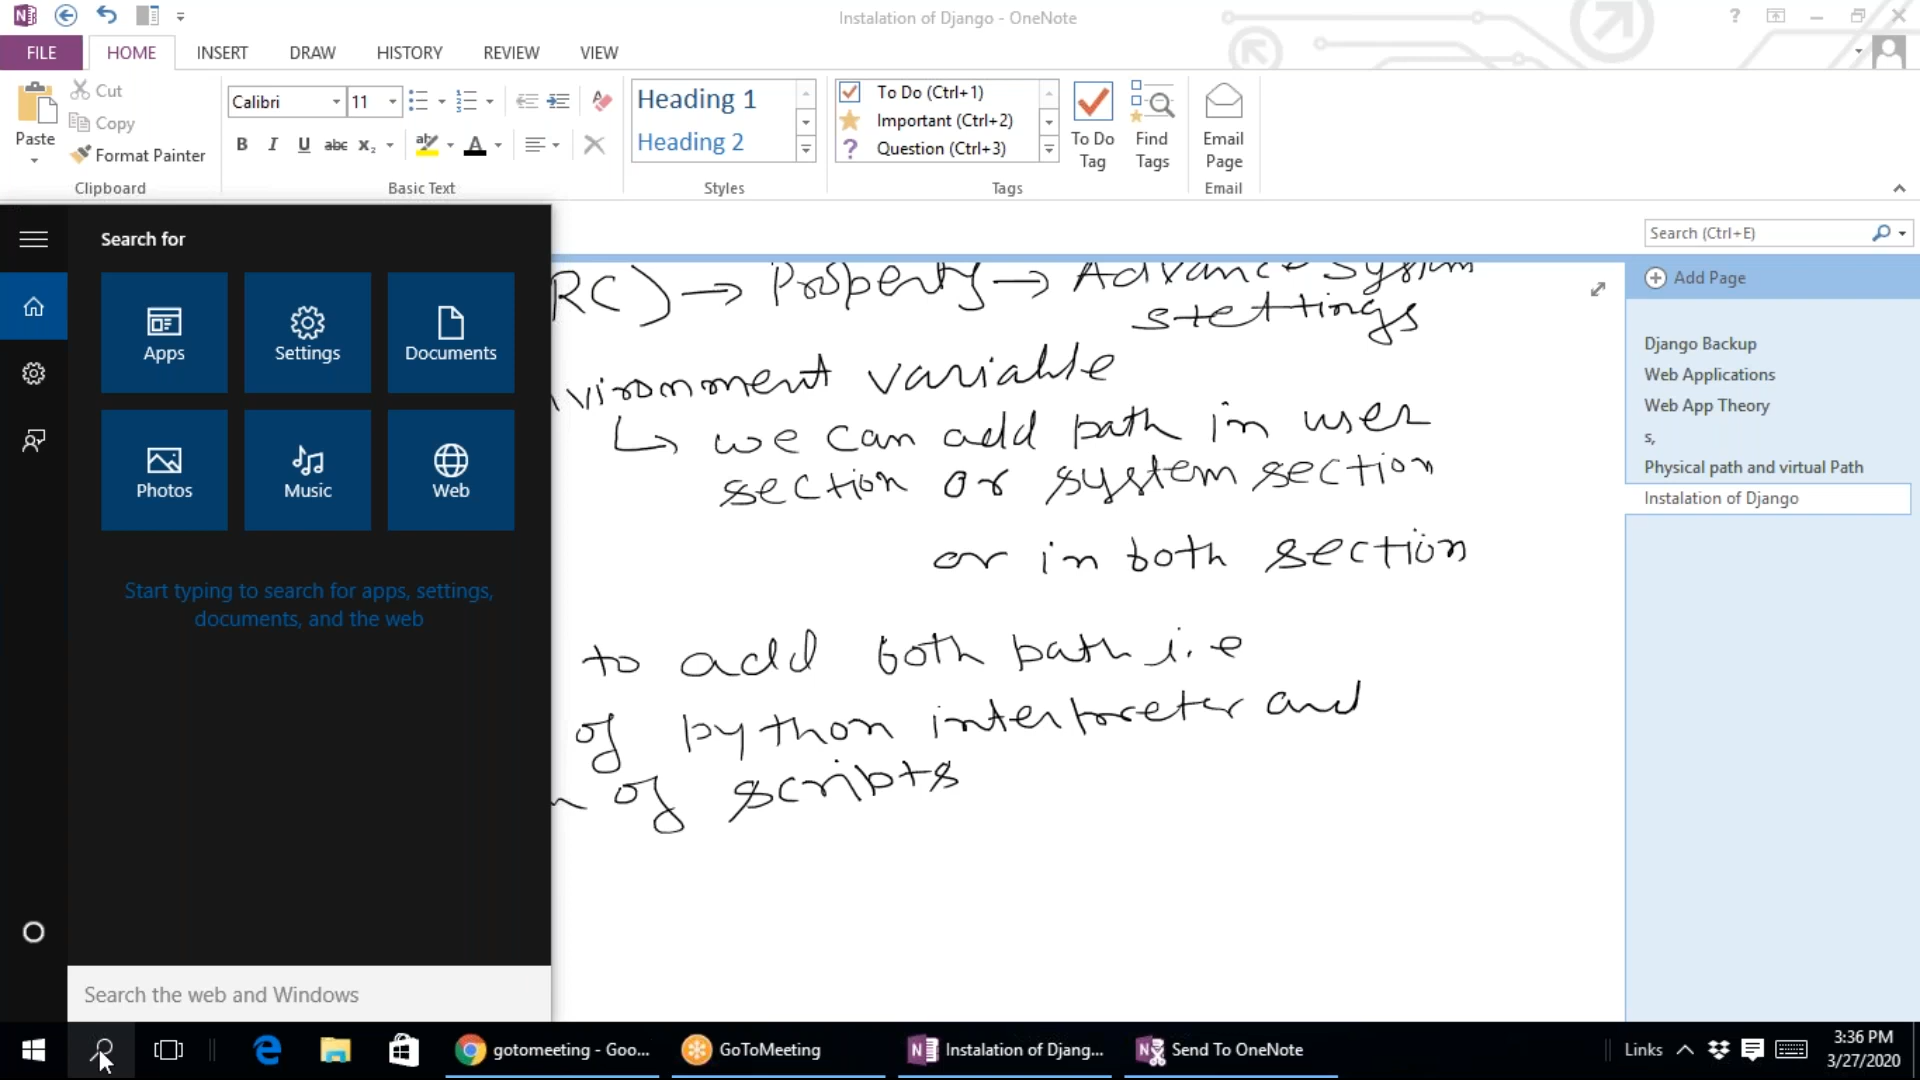 Instalation of Django - OneNote
FILE
HOME
INSERT
DRAW
HISTORY
REVIEW
VIEW
Paste
Cut
Copy
Format Painter
Clipboard
Calibri
11
Basic Text
Heading 1
Heading 2
Styles
To Do (Ctrl+1)
Important (Ctrl+2)
Question (Ctrl+3)
Tags
To Do Tag
Find Tags
Email Page
Email
Search for
Apps
Settings
Documents
Photos
Music
Web
Start typing to search for apps, settings,
documents, and the web
Search the web and Windows
RC) → Property → Advance System
stettings
vironment variable
↳ we can add path in user
section or system section
or in both section
to add both path i.e
of python interpreter and
of scripts
Search (Ctrl+E)
Add Page
Django Backup
Web Applications
Web App Theory
s,
Physical path and virtual Path
Instalation of Django
gotomeeting - Goo...
GoToMeeting
Instalation of Djang...
Send To OneNote
Links
3:36 PM
3/27/2020